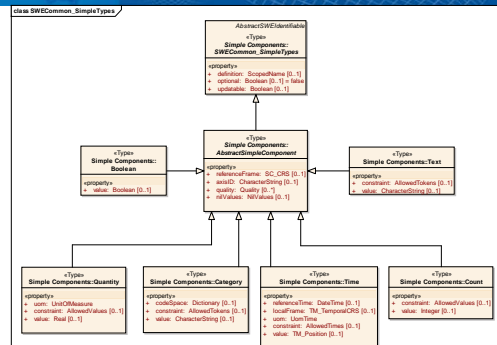 class SWECommon_SimpleTypes
AbstractSWEIdentifiable
«Type»
Simple Components::
SWECommon_SimpleTypes
«property»
+ definition: ScopedName [0..1]
+ optional: Boolean [0..1] = false
+ updatable: Boolean [0..1]
«Type»
Simple Components::
Boolean
«property»
+ value: Boolean [0..1]
«Type»
Simple Components::
AbstractSimpleComponent
«property»
+ referenceFrame: SC_CRS [0..1]
+ axisID: CharacterString [0..1]
+ quality: Quality [0..*]
+ nilValues: NilValues [0..1]
«Type»
Simple Components::Text
«property»
+ constraint: AllowedTokens [0..1]
+ value: CharacterString [0..1]
«Type»
Simple Components::Quantity
«property»
+ uom: UnitOfMeasure
+ constraint: AllowedValues [0..1]
+ value: Real [0..1]
«Type»
Simple Components::Category
«property»
+ codeSpace: Dictionary [0..1]
+ constraint: AllowedTokens [0..1]
+ value: CharacterString [0..1]
«Type»
Simple Components::Time
«property»
+ referenceTime: DateTime [0..1]
+ localFrame: TM_TemporalCRS [0..1]
+ uom: UomTime
+ constraint: AllowedTimes [0..1]
+ value: TM_Position [0..1]
«Type»
Simple Components::Count
«property»
+ constraint: AllowedValues [0..1]
+ value: Integer [0..1]